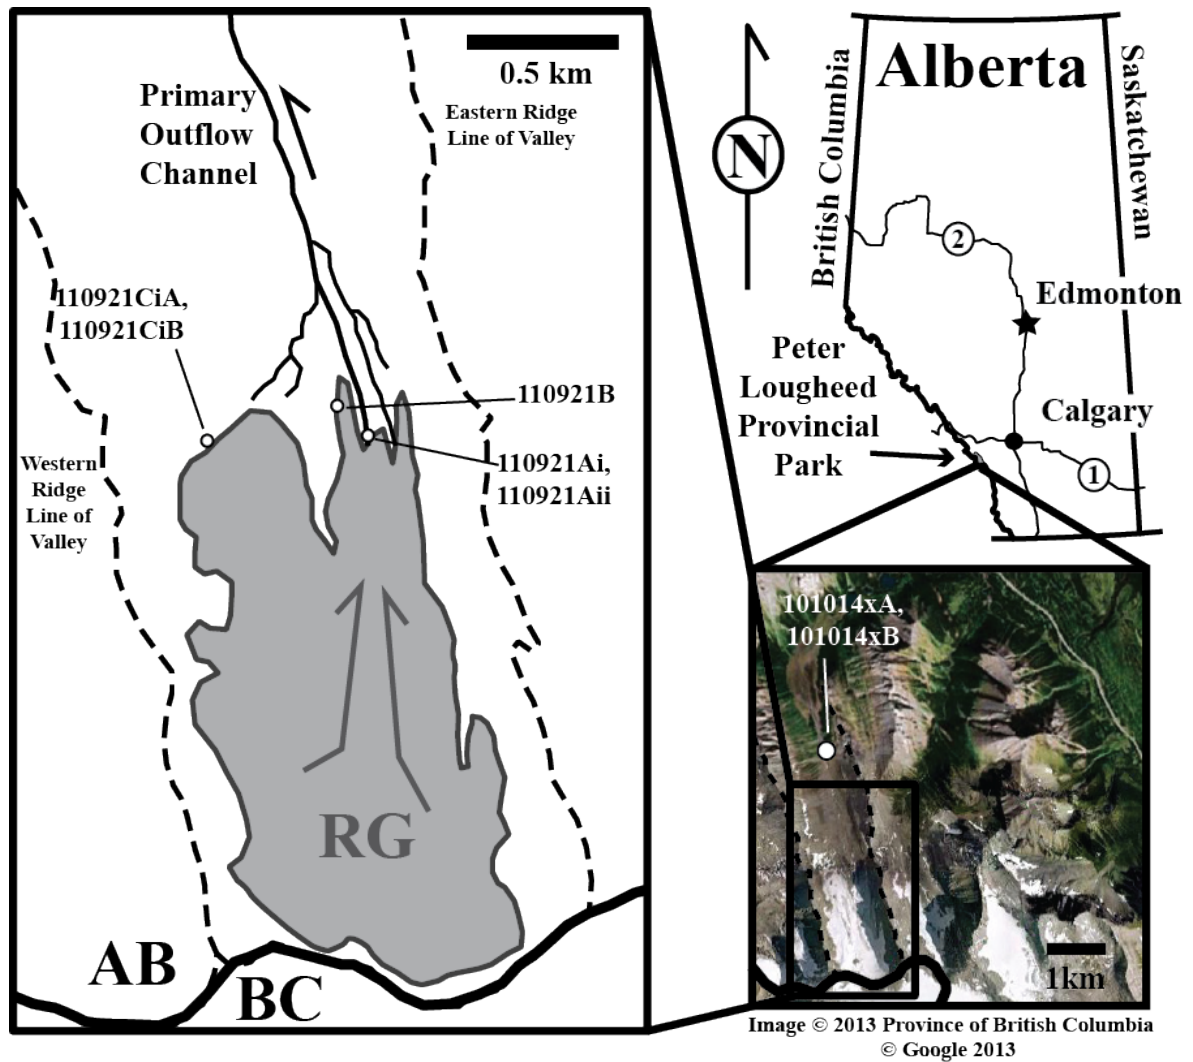 0.5 km
Primary
Outflow
Channel
Eastern Ridge
Line of Valley
110921CiA,
110921CiB
110921B
110921Ai,
110921Aii
Western
Ridge
Line of
Valley
RG
AB
BC
N
British Columbia
Alberta
Saskatchewan
2
Edmonton
Peter
Lougheed
Provincial
Park
Calgary
1
101014xA,
101014xB
1km
Image © 2013 Province of British Columbia
© Google 2013